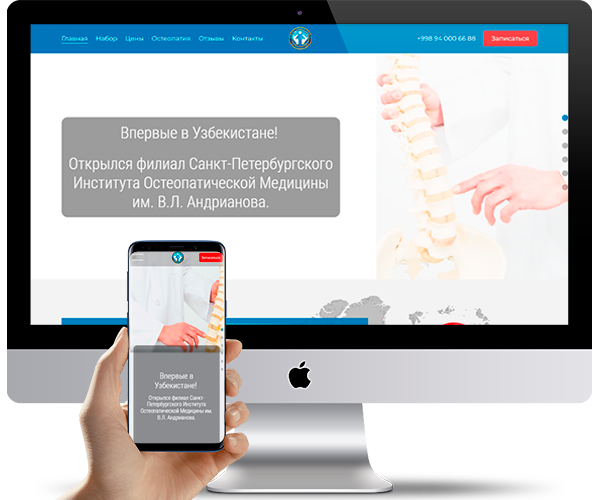 Главная Набор Цены Остеопатия Отзывы Контакты +998 94 000 66 88 Записаться
Впервые в Узбекистане!
Открылся филиал Санкт-Петербургского
Института Остеопатической Медицины
им. В.Л. Андрианова.
Записаться
Впервые в
Узбекистане!
Открылся филиал Санкт-
Петербургского Института
Остеопатической Медицины им.
В.Л. Андрианова.